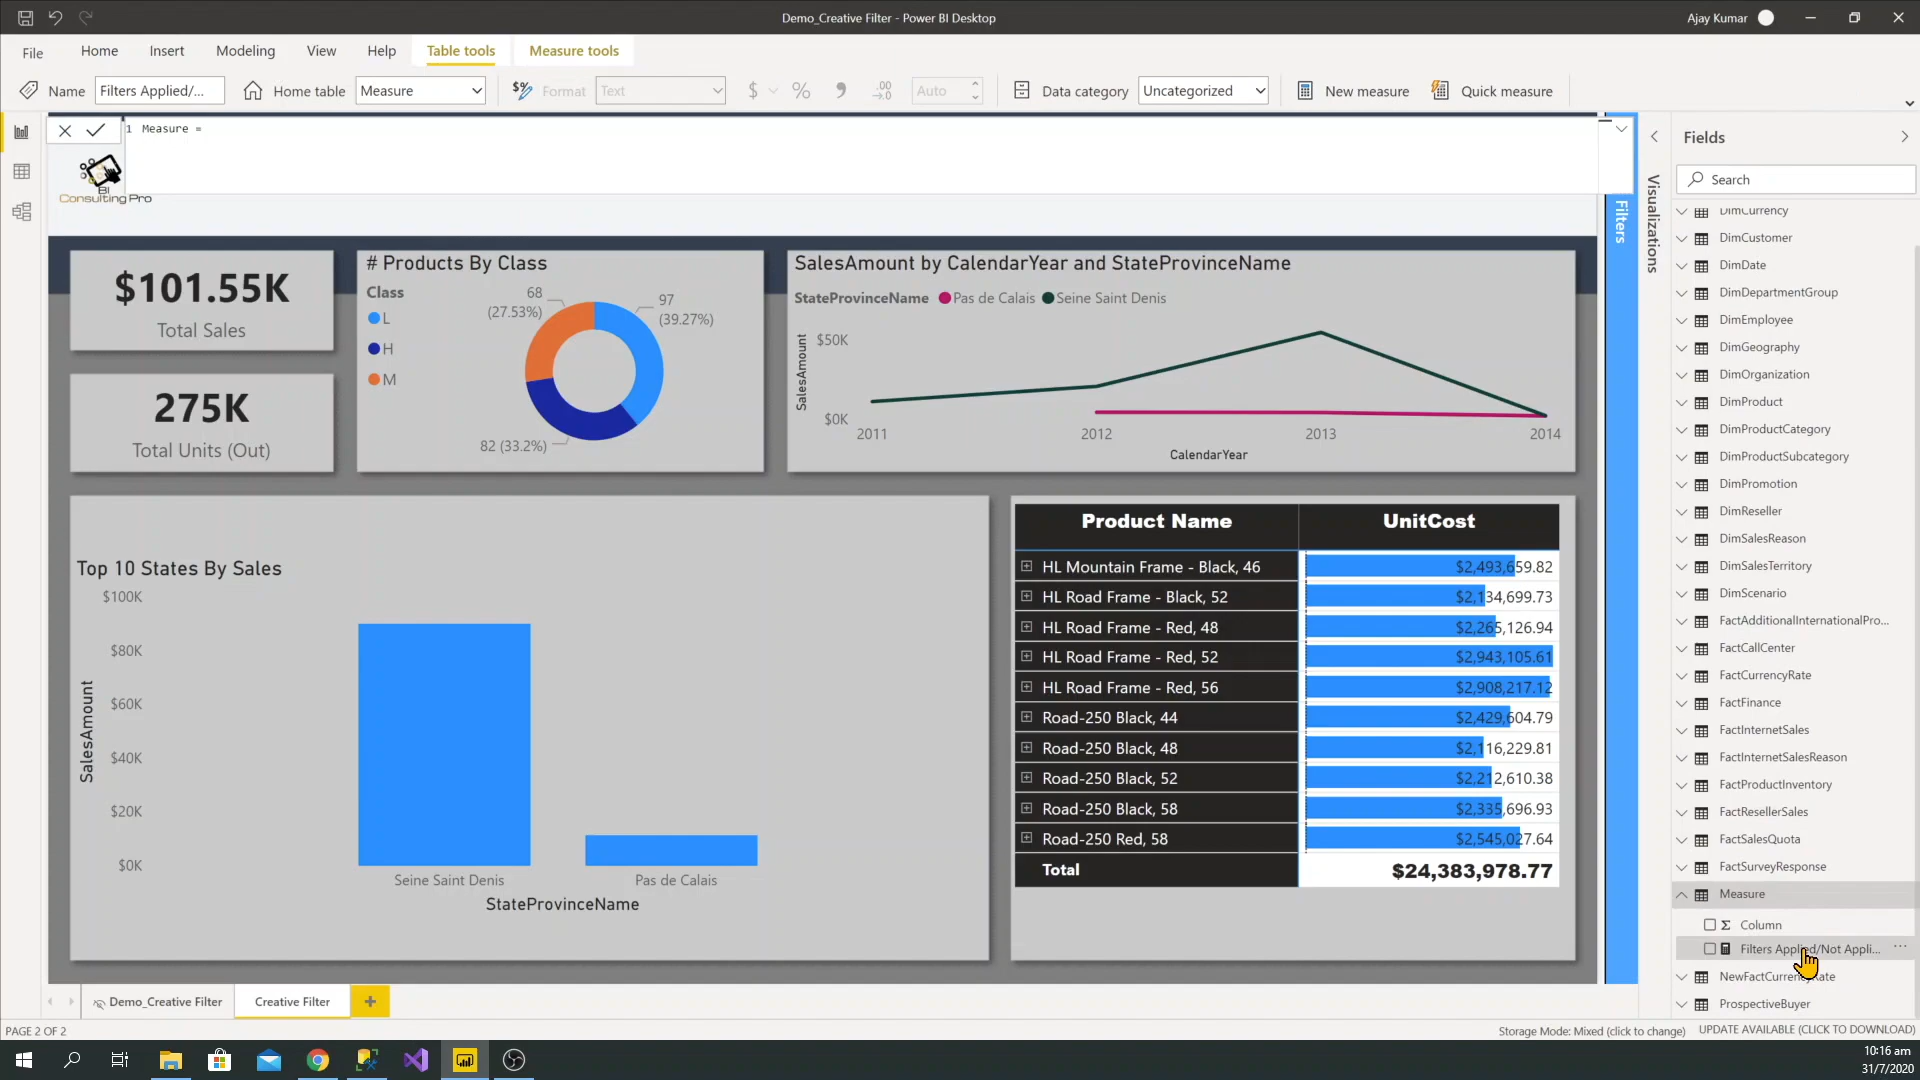 Demo_Creative Filter - Power BI Desktop
Ajay Kumar
File Home Insert Modeling View Help Table tools Measure tools
Name Filters Applied/... Home table Measure Format Text $ % Auto Data category Uncategorized New measure Quick measure
1 Measure =
BI
Consulting Pro
Filters
Visualizations
Fields
Search
DimCurrency
DimCustomer
DimDate
DimDepartmentGroup
DimEmployee
DimGeography
DimOrganization
DimProduct
DimProductCategory
DimProductSubcategory
DimPromotion
DimReseller
DimSalesReason
DimSalesTerritory
DimScenario
FactAdditionalInternationalPro...
FactCallCenter
FactCurrencyRate
FactFinance
FactInternetSales
FactInternetSalesReason
FactProductInventory
FactResellerSales
FactSalesQuota
FactSurveyResponse
Measure
Column
Filters Applied/Not Appli...
NewFactCurrencyRate
ProspectiveBuyer
$101.55K
Total Sales
275K
Total Units (Out)
# Products By Class
Class
L
H
M
68
(27.53%)
97
(39.27%)
82 (33.2%)
SalesAmount by CalendarYear and StateProvinceName
StateProvinceName Pas de Calais Seine Saint Denis
SalesAmount
$50K
$0K
2011 2012 2013 2014
CalendarYear
Top 10 States By Sales
SalesAmount
$100K
$80K
$60K
$40K
$20K
$0K
Seine Saint Denis Pas de Calais
StateProvinceName
Product Name UnitCost
HL Mountain Frame - Black, 46 $2,493,659.82
HL Road Frame - Black, 52 $2,134,699.73
HL Road Frame - Red, 48 $2,265,126.94
HL Road Frame - Red, 52 $2,943,105.61
HL Road Frame - Red, 56 $2,908,217.12
Road-250 Black, 44 $2,429,604.79
Road-250 Black, 48 $2,116,229.81
Road-250 Black, 52 $2,212,610.38
Road-250 Black, 58 $2,335,696.93
Road-250 Red, 58 $2,545,027.64
Total $24,383,978.77
Demo_Creative Filter Creative Filter
PAGE 2 OF 2
Storage Mode: Mixed (click to change) UPDATE AVAILABLE (CLICK TO DOWNLOAD)
10:16 am
31/7/2020